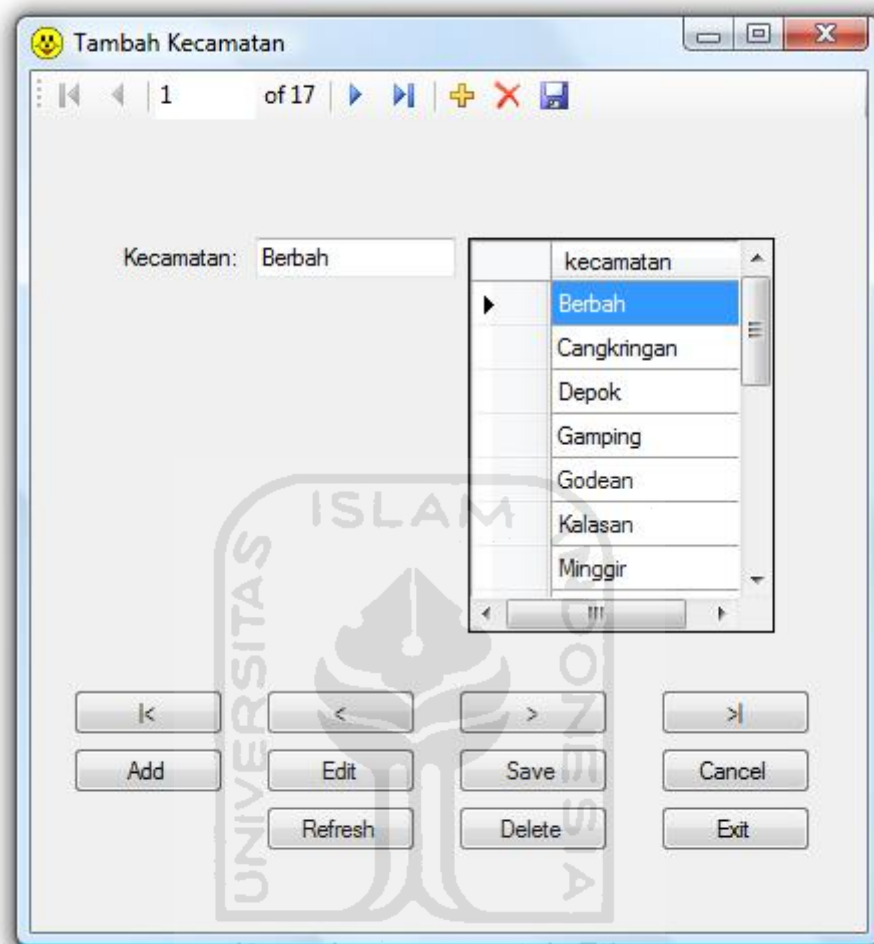 Tambah Kecamatan
1 of 17
Kecamatan: Berbah
kecamatan
Berbah
Cangkringan
Depok
Gamping
Godean
Kalasan
Minggir
|< < > >|
Add Edit Save Cancel
Refresh Delete Exit
UNIVERSITAS ISLAM INDONESIA